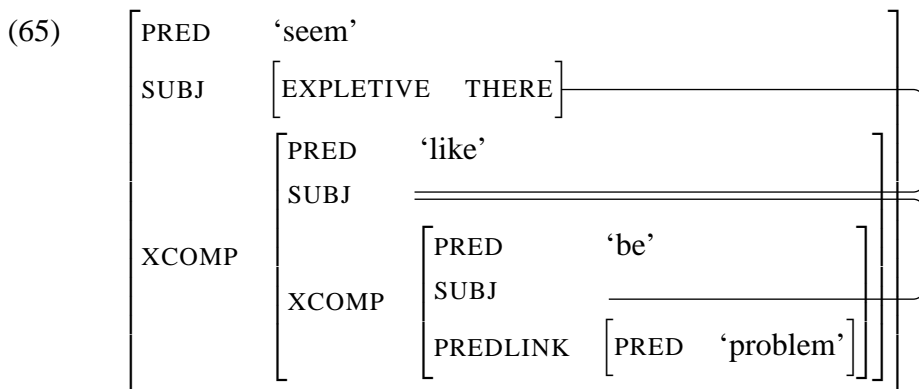 (65) PRED ‘seem’
SUBJ EXPLETIVE THERE
PRED ‘like’
SUBJ
XCOMP
PRED ‘be’
XCOMP SUBJ
PREDLINK PRED ‘problem’